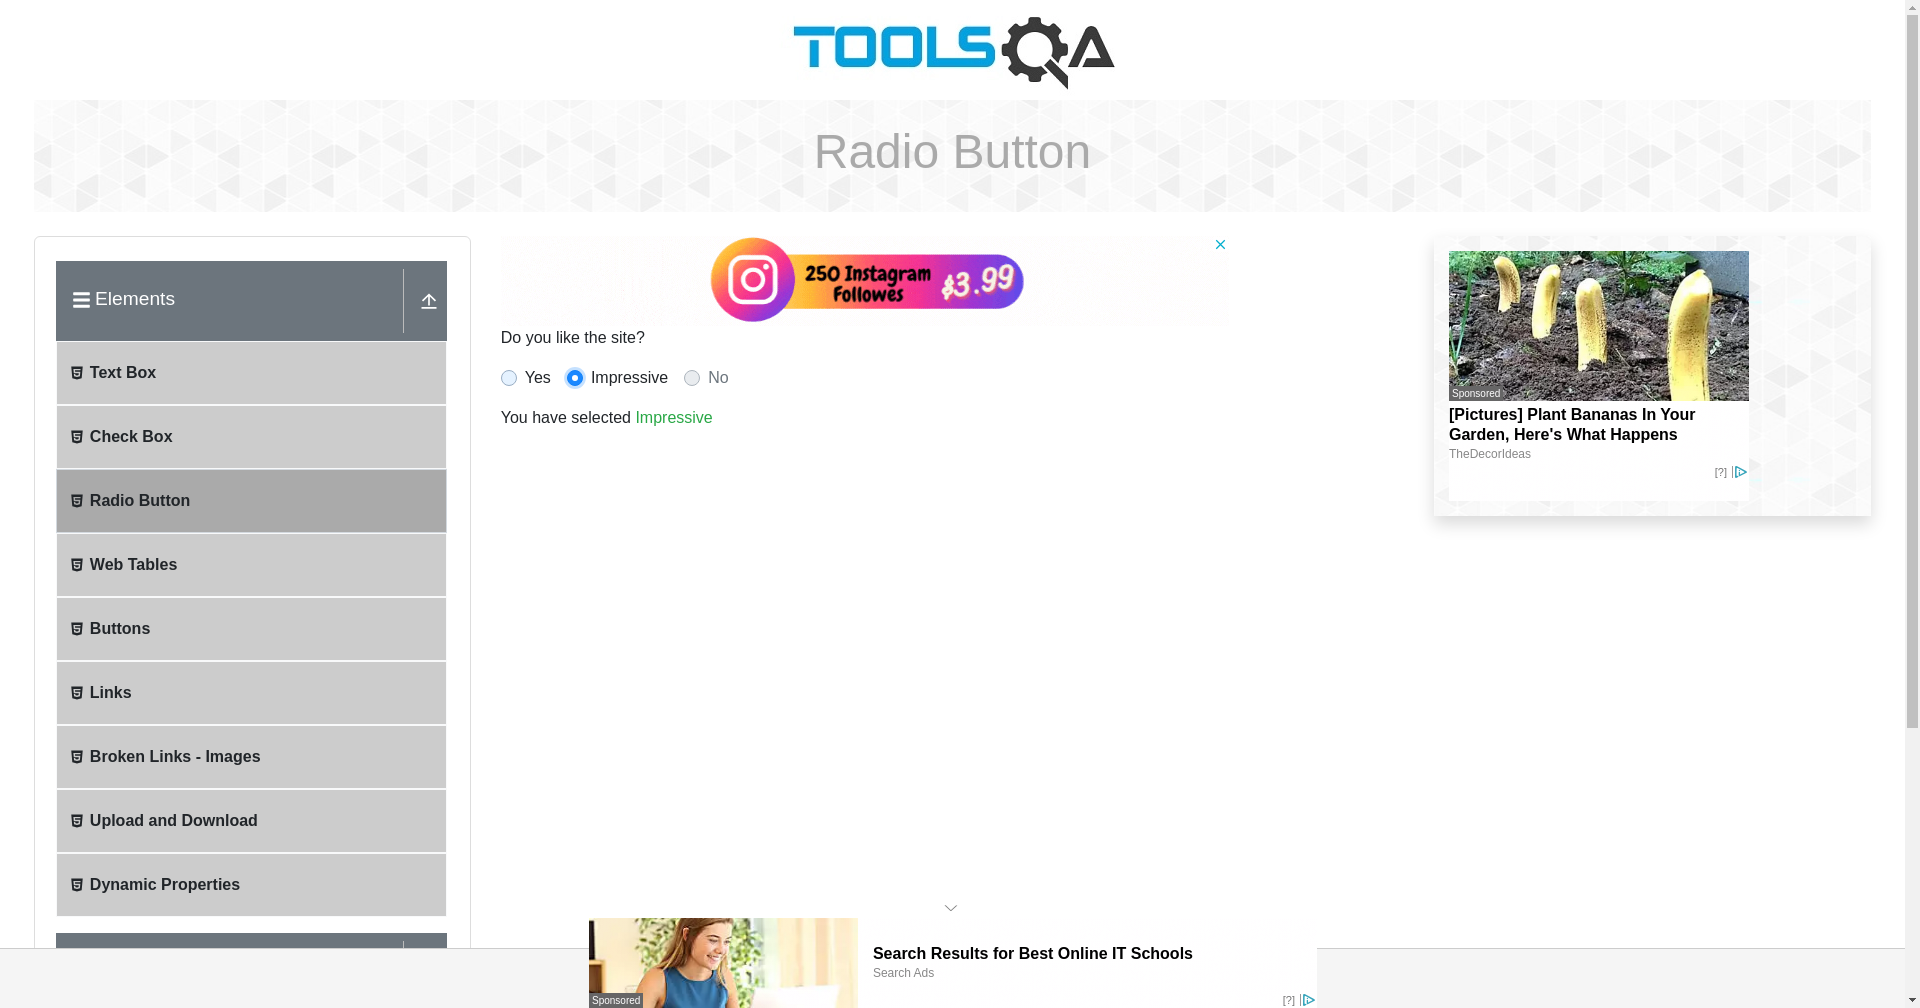 TOOLSQA
Radio Button
Elements
Text Box
Check Box
Radio Button
Web Tables
Buttons
Links
Broken Links - Images
Upload and Download
Dynamic Properties
250 Instagram
Followes
$3.99
Do you like the site?
Yes Impressive No
You have selected Impressive
Sponsored
[Pictures] Plant Bananas In Your
Garden, Here's What Happens
TheDecorIdeas
[?]
Search Results for Best Online IT Schools
Search Ads
Sponsored
[?]